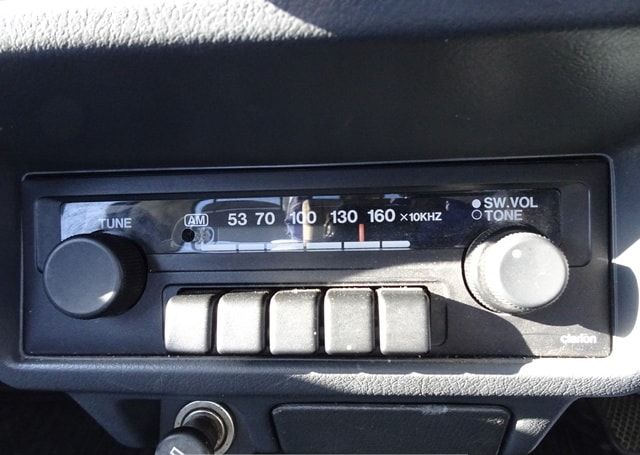 TUNE
AM
53 70 100 130 160 ×10KHZ
SW.VOL
TONE
clarion